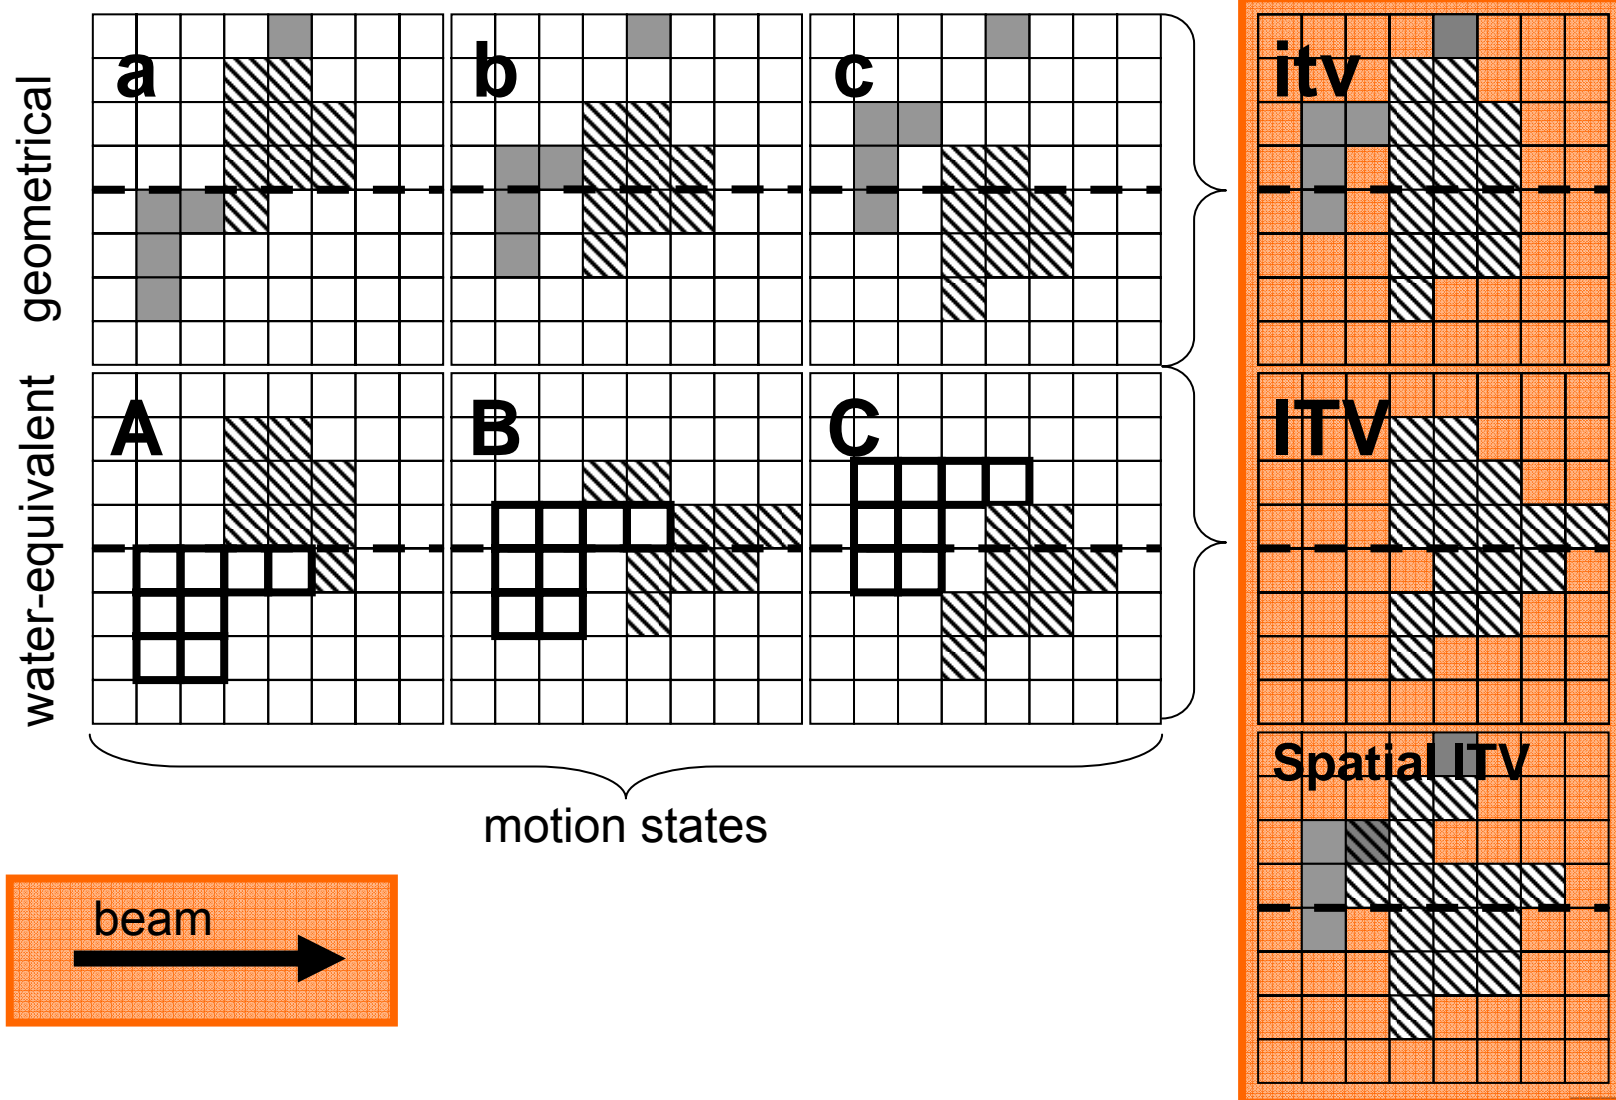 geometrical
a
b
c
itv
water-equivalent
A
B
C
ITV
Spatial ITV
motion states
beam